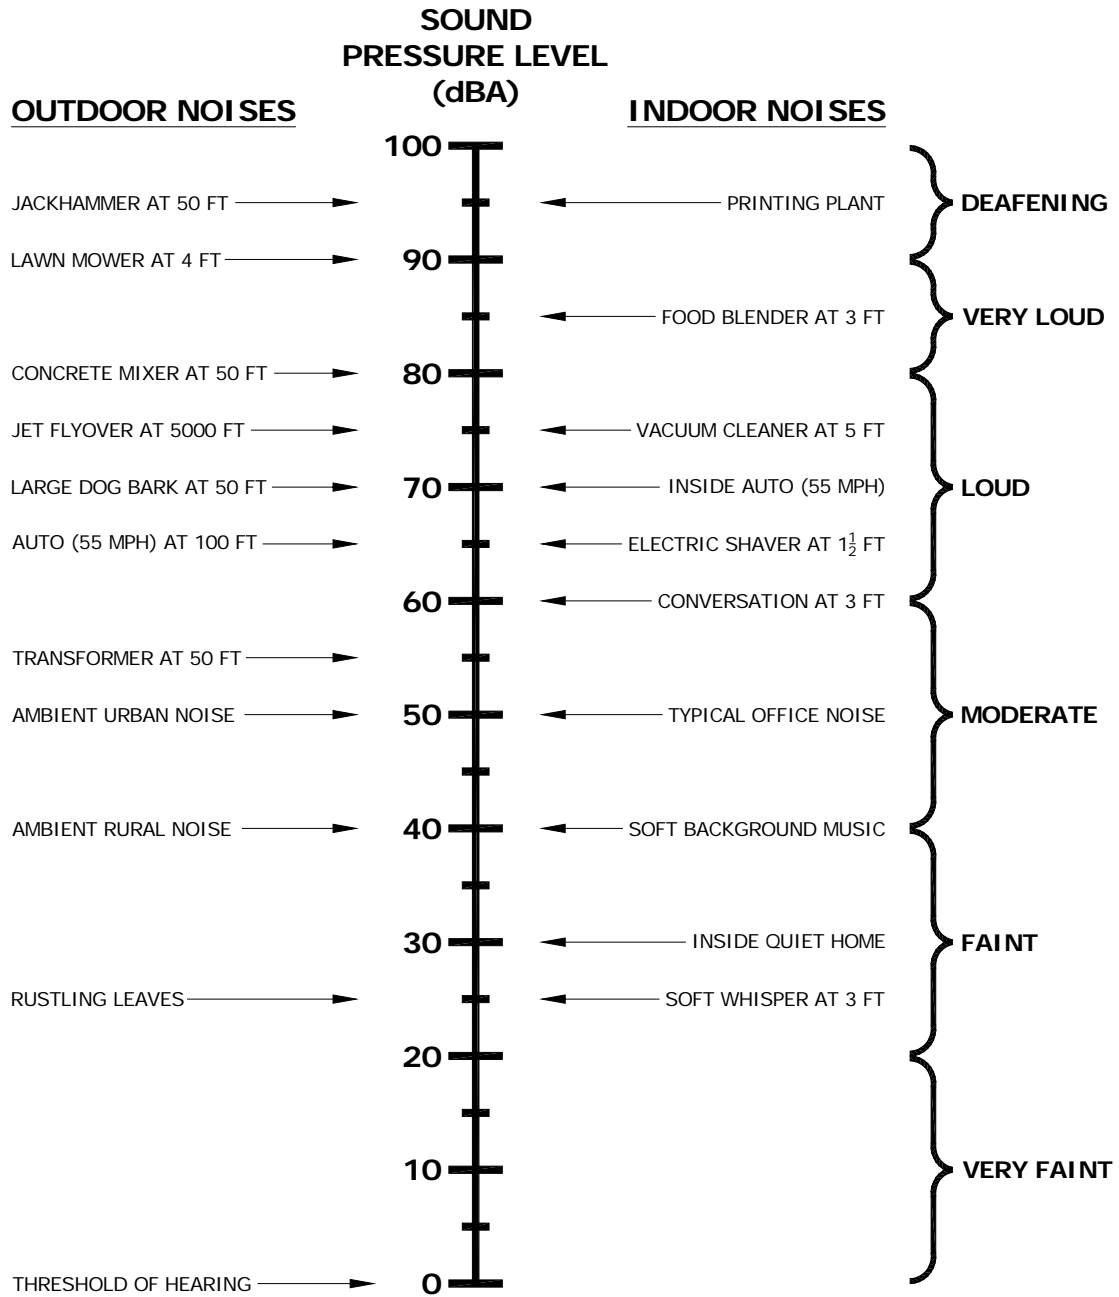 SOUND
PRESSURE LEVEL
(dBA)
OUTDOOR NOISES
INDOOR NOISES
100
JACKHAMMER AT 50 FT
PRINTING PLANT
DEAFENING
LAWN MOWER AT 4 FT
90
FOOD BLENDER AT 3 FT
VERY LOUD
CONCRETE MIXER AT 50 FT
80
JET FLYOVER AT 5000 FT
VACUUM CLEANER AT 5 FT
LARGE DOG BARK AT 50 FT
70
INSIDE AUTO (55 MPH)
LOUD
AUTO (55 MPH) AT 100 FT
ELECTRIC SHAVER AT 1½ FT
60
CONVERSATION AT 3 FT
TRANSFORMER AT 50 FT
AMBIENT URBAN NOISE
50
TYPICAL OFFICE NOISE
MODERATE
AMBIENT RURAL NOISE
40
SOFT BACKGROUND MUSIC
30
INSIDE QUIET HOME
FAINT
RUSTLING LEAVES
SOFT WHISPER AT 3 FT
20
10
VERY FAINT
THRESHOLD OF HEARING
0